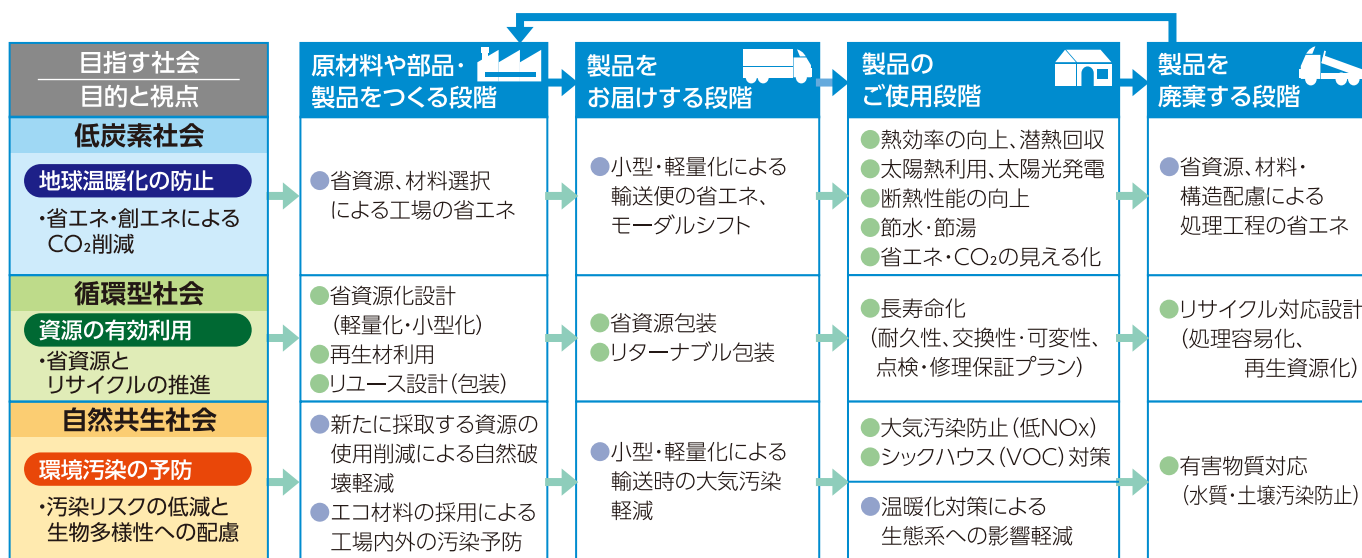 目指す社会
目的と視点
原材料や部品・
製品をつくる段階
製品を
お届けする段階
製品の
ご使用段階
製品を
廃棄する段階
低炭素社会
地球温暖化の防止
・省エネ・創エネによる
CO₂削減
●省資源、材料選択
による工場の省エネ
●小型・軽量化による
輸送便の省エネ、
モーダルシフト
●熱効率の向上、潜熱回収
●太陽熱利用、太陽光発電
●断熱性能の向上
●節水・節湯
●省エネ・CO₂の見える化
●省資源、材料・
構造配慮による
処理工程の省エネ
循環型社会
資源の有効利用
・省資源と
リサイクルの推進
●省資源化設計
(軽量化・小型化)
●再生材利用
●リユース設計(包装)
●省資源包装
●リターナブル包装
●長寿命化
(耐久性、交換性・可変性、
点検・修理保証プラン)
●リサイクル対応設計
(処理容易化、
再生資源化)
自然共生社会
環境汚染の予防
・汚染リスクの低減と
生物多様性への配慮
●新たに採取する資源の
使用削減による自然破
壊軽減
●エコ材料の採用による
工場内外の汚染予防
●小型・軽量化による
輸送時の大気汚染
軽減
●大気汚染防止(低NOx)
●シックハウス(VOC)対策
●温暖化対策による
生態系への影響軽減
●有害物質対応
(水質・土壌汚染防止)